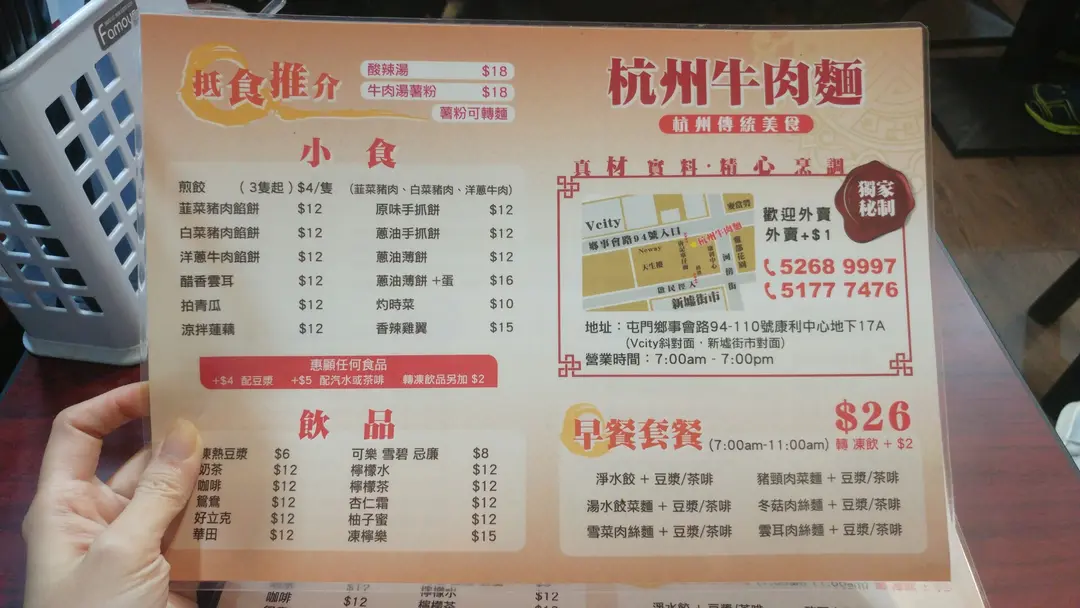 Famous
抵食推介
酸辣湯 $18
牛肉湯薯粉 $18
薯粉可轉麵
小食
煎餃 (3隻起) $4/隻 (韮菜豬肉、白菜豬肉、洋蔥牛肉)
韮菜豬肉餡餅 $12 原味手抓餅 $12
白菜豬肉餡餅 $12 蔥油手抓餅 $12
洋蔥牛肉餡餅 $12 蔥油薄餅 $12
醋香雲耳 $12 蔥油薄餅+蛋 $16
拍青瓜 $12 灼時菜 $10
涼拌蓮藕 $12 香辣雞翼 $15
惠顧任何食品
+$4 配豆漿 +$5 配汽水或茶啡 轉凍飲品另加 $2
飲品
凍熱豆漿 $6 可樂 雪碧 忌廉 $8
奶茶 $12 檸檬水 $12
咖啡 $12 檸檬茶 $12
鴛鴦 $12 杏仁霜 $12
好立克 $12 柚子蜜 $12
華田 $12 凍檸樂 $15
杭州牛肉麵
杭州傳統美食
真材實料·精心烹調
獨家
秘制
Vcity
鄉事會路94號入口
杭州牛肉麵
新墟街市
歡迎外賣
外賣+$1
5268 9997
5177 7476
地址：屯門鄉事會路94-110號康利中心地下17A
(Vcity斜對面，新墟街市對面)
營業時間：7:00am - 7:00pm
早餐套餐 (7:00am-11:00am) $26
轉凍飲+$2
淨水餃 + 豆漿/茶啡 豬頸肉菜麵 + 豆漿/茶啡
湯水餃菜麵 + 豆漿/茶啡 冬菇肉絲麵 + 豆漿/茶啡
雪菜肉絲麵 + 豆漿/茶啡 雲耳肉絲麵 + 豆漿/茶啡
咖啡 $12 檸檬水 $12